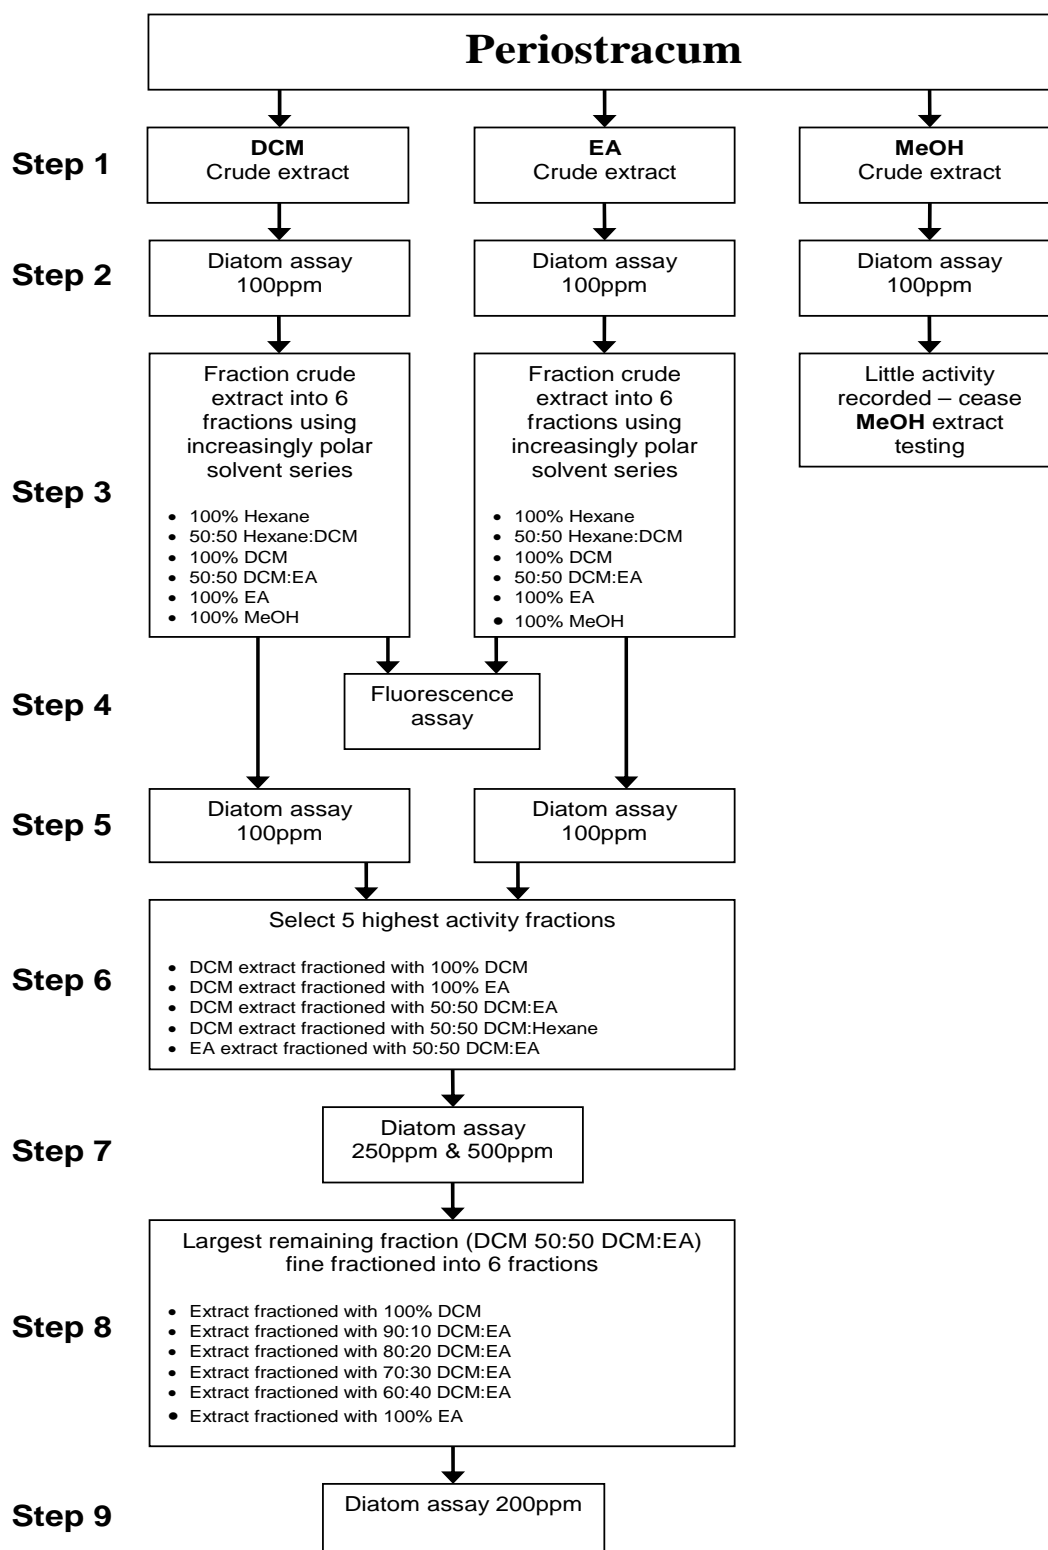 Periostracum
Step 1
DCM
Crude extract
EA
Crude extract
MeOH
Crude extract
Step 2
Diatom assay
100ppm
Diatom assay
100ppm
Diatom assay
100ppm
Step 3
Fraction crude
extract into 6
fractions using
increasingly polar
solvent series
• 100% Hexane
• 50:50 Hexane:DCM
• 100% DCM
• 50:50 DCM:EA
• 100% EA
• 100% MeOH
Fraction crude
extract into 6
fractions using
increasingly polar
solvent series
• 100% Hexane
• 50:50 Hexane:DCM
• 100% DCM
• 50:50 DCM:EA
• 100% EA
• 100% MeOH
Little activity
recorded – cease
MeOH extract
testing
Step 4
Fluorescence
assay
Step 5
Diatom assay
100ppm
Diatom assay
100ppm
Step 6
Select 5 highest activity fractions
• DCM extract fractioned with 100% DCM
• DCM extract fractioned with 100% EA
• DCM extract fractioned with 50:50 DCM:EA
• DCM extract fractioned with 50:50 DCM:Hexane
• EA extract fractioned with 50:50 DCM:EA
Step 7
Diatom assay
250ppm & 500ppm
Step 8
Largest remaining fraction (DCM 50:50 DCM:EA)
fine fractioned into 6 fractions
• Extract fractioned with 100% DCM
• Extract fractioned with 90:10 DCM:EA
• Extract fractioned with 80:20 DCM:EA
• Extract fractioned with 70:30 DCM:EA
• Extract fractioned with 60:40 DCM:EA
• Extract fractioned with 100% EA
Step 9
Diatom assay 200ppm